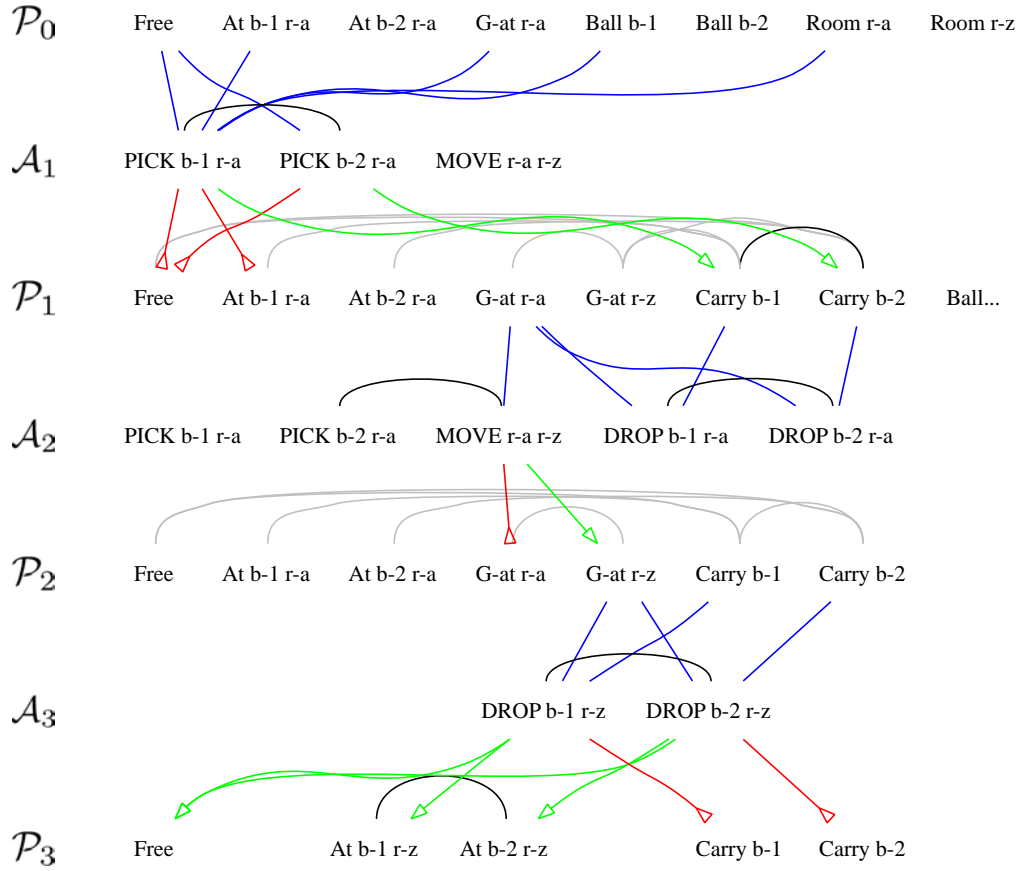 P0 Free At b-1 r-a At b-2 r-a G-at r-a Ball b-1 Ball b-2 Room r-a Room r-z
A1 PICK b-1 r-a PICK b-2 r-a MOVE r-a r-z
P1 Free At b-1 r-a At b-2 r-a G-at r-a G-at r-z Carry b-1 Carry b-2 Ball...
A2 PICK b-1 r-a PICK b-2 r-a MOVE r-a r-z DROP b-1 r-a DROP b-2 r-a
P2 Free At b-1 r-a At b-2 r-a G-at r-a G-at r-z Carry b-1 Carry b-2
A3 DROP b-1 r-z DROP b-2 r-z
P3 Free At b-1 r-z At b-2 r-z Carry b-1 Carry b-2